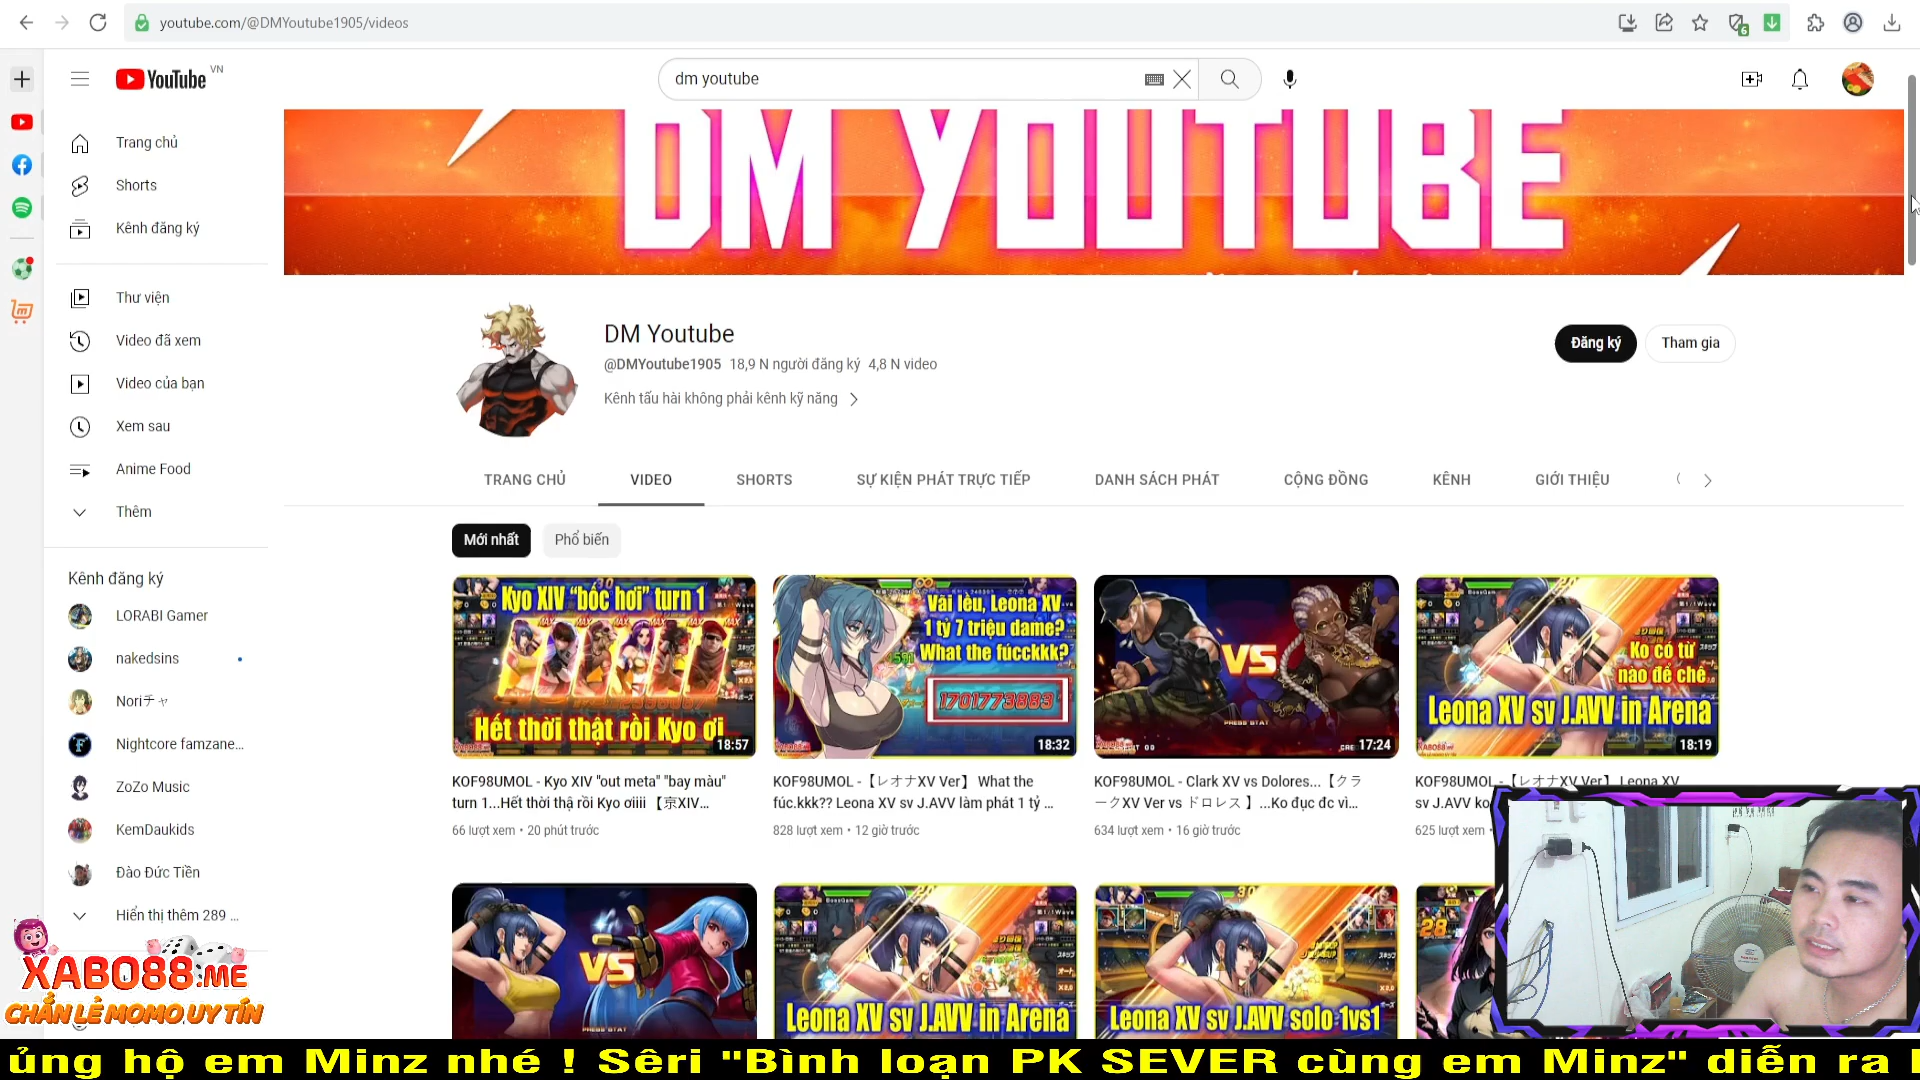 youtube.com/@DMYoutube1905/videos
6
YouTube VN
dm youtube
Trang chủ
Shorts
Kênh đăng ký
Thư viện
Video đã xem
Video của bạn
Xem sau
Anime Food
Thêm
Kênh đăng ký
LORABI Gamer
nakedsins
Noriチャ
Nightcore famzane...
ZoZo Music
KemDaukids
Đào Đức Tiền
Hiển thị thêm 289 ...
DM YOUTUBE
DM Youtube
@DMYoutube1905 18,9 N người đăng ký 4,8 N video
Kênh tấu hài không phải kênh kỹ năng
Đăng ký
Tham gia
TRANG CHỦ VIDEO SHORTS SỰ KIỆN PHÁT TRỰC TIẾP DANH SÁCH PHÁT CỘNG ĐỒNG KÊNH GIỚI THIỆU
Mới nhất Phổ biến
Kyo XIV "bốc hơi" turn 1
Hết thời thật rồi Kyo ơi
18:57
KOF98UMOL - Kyo XIV "out meta" "bay màu"
turn 1...Hết thời thậ rồi Kyo ơiiii 【京XIV...
66 lượt xem • 20 phút trước
Vãi lều, Leona XV
1 tỷ 7 triệu dame?
What the fúcckkk?
1701773883
18:32
KOF98UMOL -【レオナXV Ver】 What the
fúc.kkk?? Leona XV sv J.AVV làm phát 1 tỷ ...
828 lượt xem • 12 giờ trước
VS
17:24
KOF98UMOL - Clark XV vs Dolores...【クラ
ークXV Ver vs ドロレス 】...Ko đục đc vì...
634 lượt xem • 16 giờ trước
Ko có từ
nào để chê
Leona XV sv J.AVV in Arena
18:19
KOF98UMOL -【レオナXV Ver】 Leona XV
sv J.AVV ko
625 lượt xem •
VS
Leona XV sv J.AVV in Arena
Leona XV sv J.AVV solo 1vs1
28
XABO88.ME
CHẴN LẺ MOMO UY TÍN
ủng hộ em Minz nhé ! Sêri "Bình loạn PK SEVER cùng em Minz" diễn ra